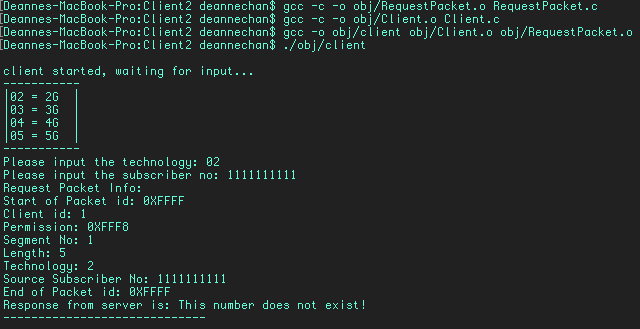 [Deannes-MacBook-Pro:Client2 deannechan$ gcc -c -o obj/RequestPacket.o RequestPacket.c
[Deannes-MacBook-Pro:Client2 deannechan$ gcc -c -o obj/Client.o Client.c
[Deannes-MacBook-Pro:Client2 deannechan$ gcc -o obj/client obj/Client.o obj/RequestPacket.o
[Deannes-MacBook-Pro:Client2 deannechan$ ./obj/client
client started, waiting for input...
-----------
|02 = 2G  |
|03 = 3G  |
|04 = 4G  |
|05 = 5G  |
-----------
Please input the technology: 02
Please input the subscriber no: 1111111111
Request Packet Info:
Start of Packet id: 0XFFFF
Client id: 1
Permission: 0XFFF8
Segment No: 1
Length: 5
Technology: 2
Source Subscriber No: 1111111111
End of Packet id: 0XFFFF
Response from server is: This number does not exist!
-----------------------------